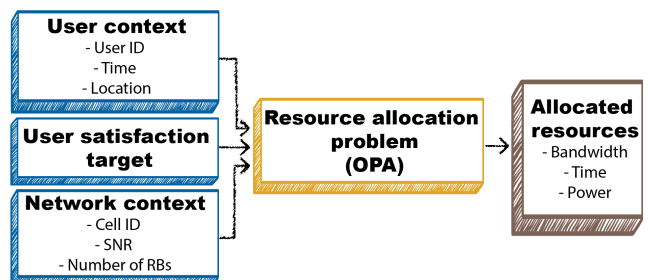 User context
- User ID
- Time
- Location
User satisfaction
target
Network context
- Cell ID
- SNR
- Number of RBs
Resource allocation
problem
(OPA)
Allocated
resources
- Bandwidth
- Time
- Power